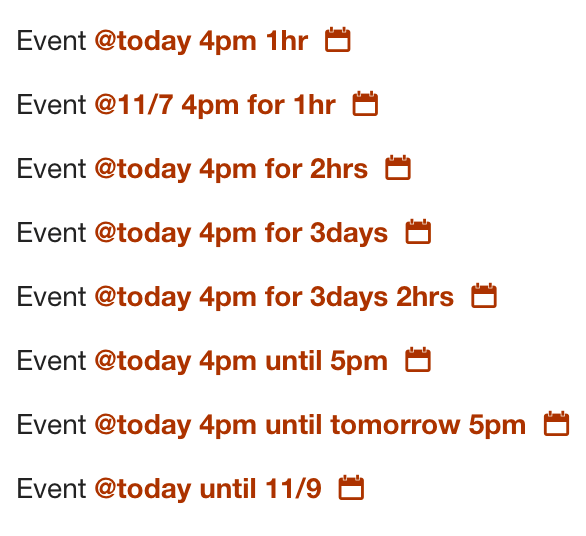 Event @today 4pm 1hr
Event @11/7 4pm for 1hr
Event @today 4pm for 2hrs
Event @today 4pm for 3days
Event @today 4pm for 3days 2hrs
Event @today 4pm until 5pm
Event @today 4pm until tomorrow 5pm
Event @today until 11/9